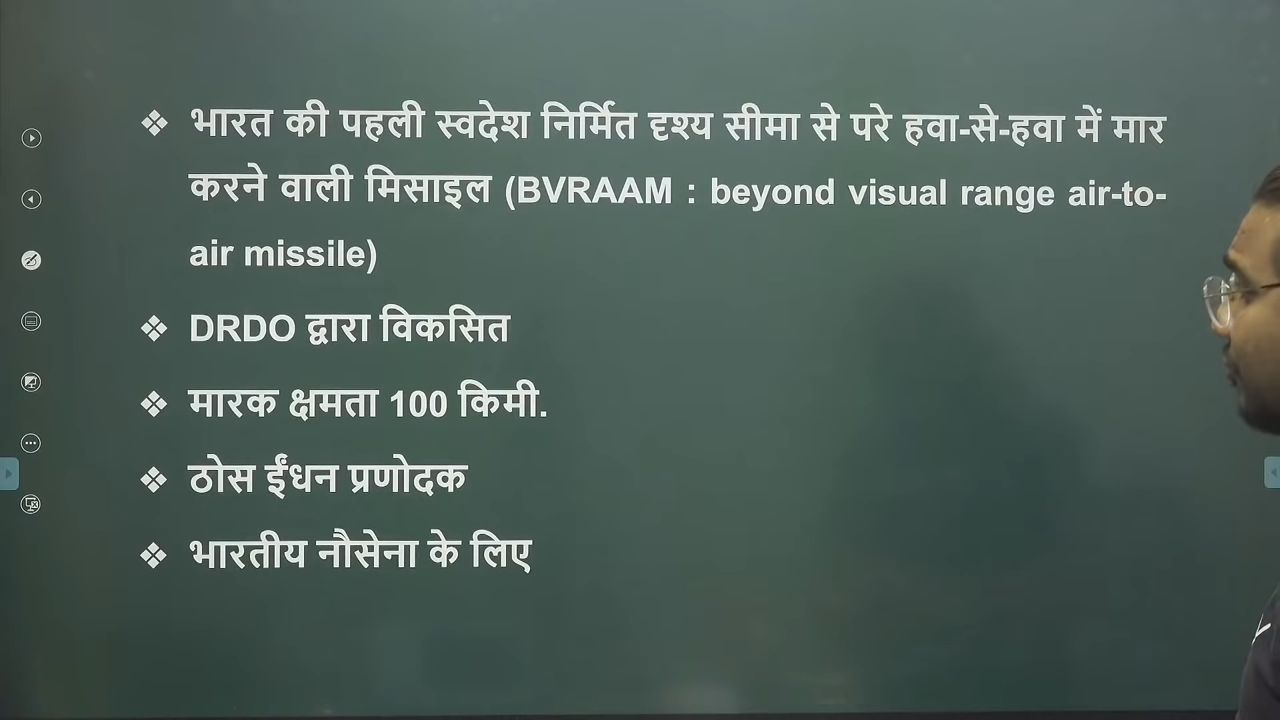 ❖ भारत की पहली स्वदेश निर्मित दृश्य सीमा से परे हवा-से-हवा में मार
करने वाली मिसाइल (BVRAAM : beyond visual range air-to-
air missile)
❖ DRDO द्वारा विकसित
❖ मारक क्षमता 100 किमी.
❖ ठोस ईंधन प्रणोदक
❖ भारतीय नौसेना के लिए